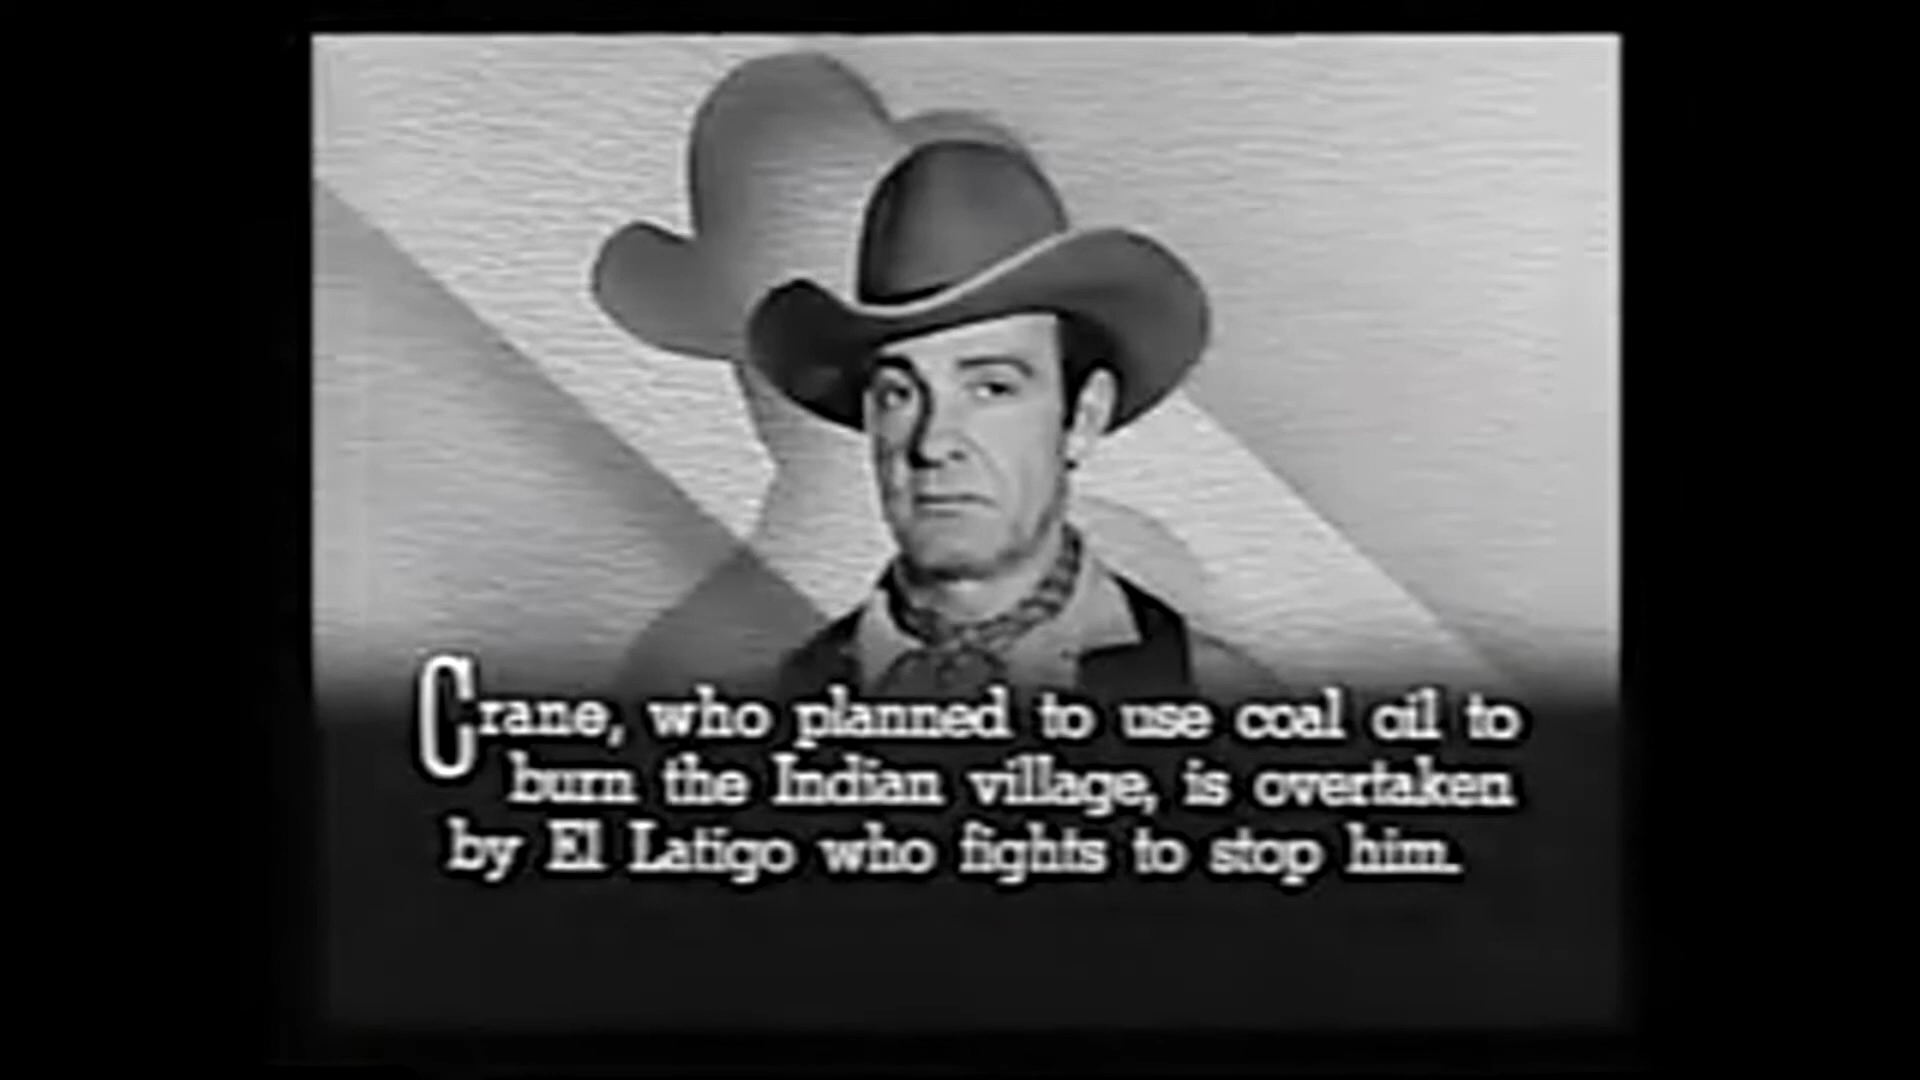 Crane, who planned to use coal oil to
burn the Indian village, is overtaken
by El Latigo who fights to stop him.